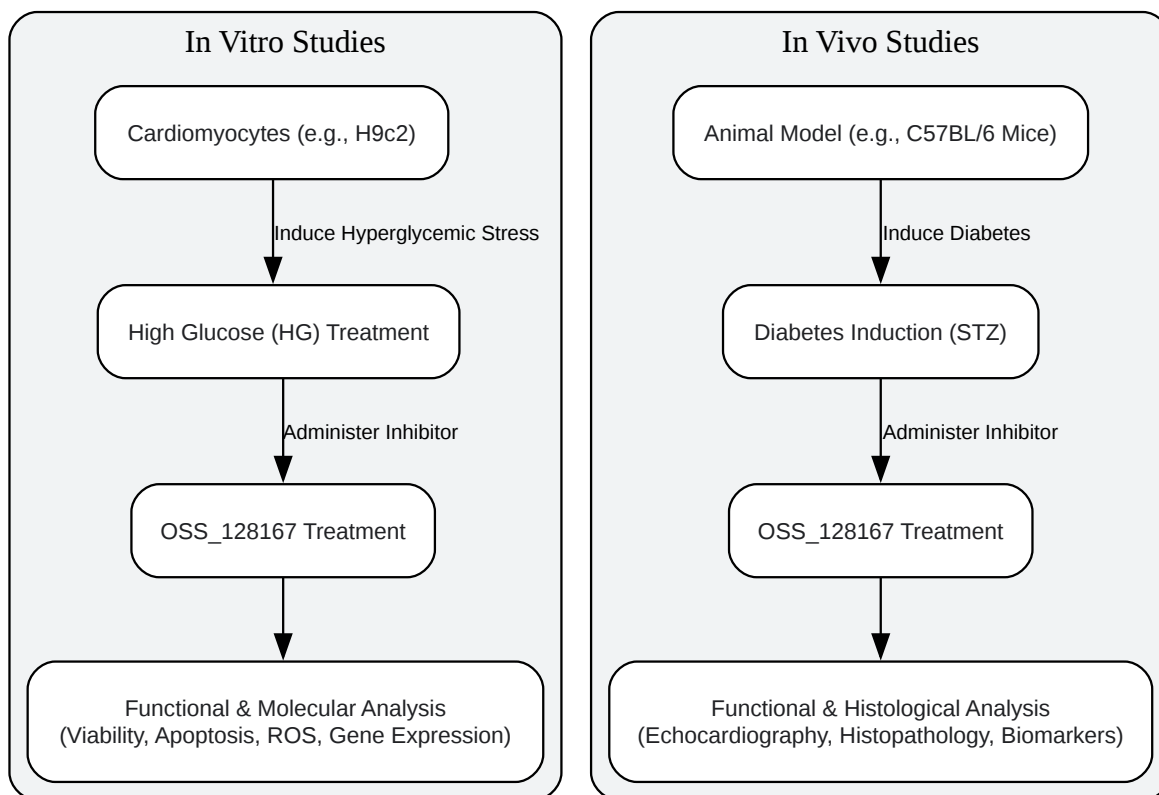 In Vitro Studies
Cardiomyocytes (e.g., H9c2)
Induce Hyperglycemic Stress
High Glucose (HG) Treatment
Administer Inhibitor
OSS_128167 Treatment
Functional & Molecular Analysis
(Viability, Apoptosis, ROS, Gene Expression)
In Vivo Studies
Animal Model (e.g., C57BL/6 Mice)
Induce Diabetes
Diabetes Induction (STZ)
Administer Inhibitor
OSS_128167 Treatment
Functional & Histological Analysis
(Echocardiography, Histopathology, Biomarkers)